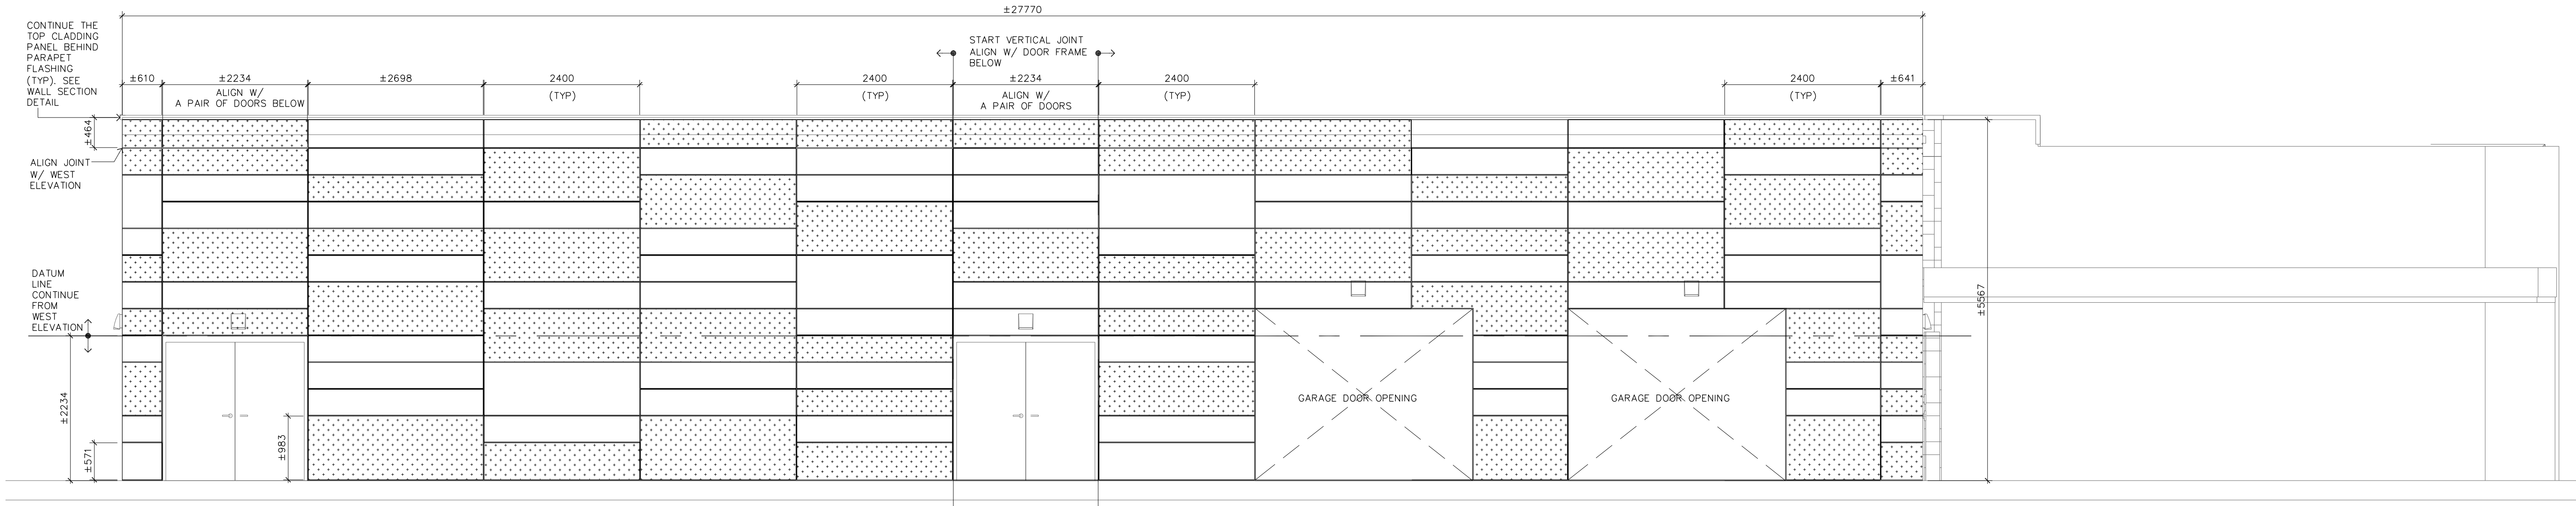 ±27770
CONTINUE THE
TOP CLADDING
PANEL BEHIND
PARAPET
FLASHING
(TYP). SEE
WALL SECTION
DETAIL
START VERTICAL JOINT
ALIGN W/ DOOR FRAME
BELOW
±610
±2234
ALIGN W/
A PAIR OF DOORS BELOW
±2698
2400
(TYP)
2400
(TYP)
±2234
ALIGN W/
A PAIR OF DOORS
2400
(TYP)
2400
(TYP)
±641
±464
ALIGN JOINT
W/ WEST
ELEVATION
DATUM
LINE
CONTINUE
FROM
WEST
ELEVATION
±5567
±2234
±571
±983
GARAGE DOOR OPENING
GARAGE DOOR OPENING